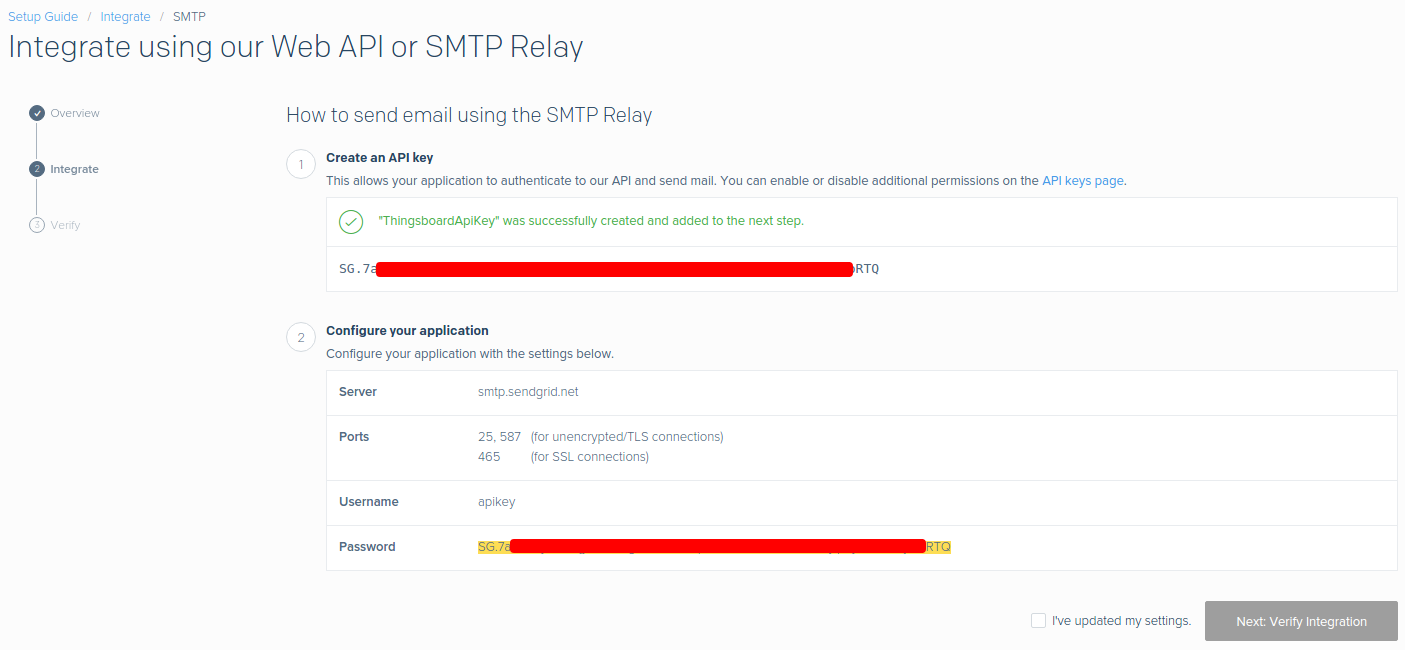 Setup Guide / Integrate / SMTP
Integrate using our Web API or SMTP Relay
Overview
2 Integrate
3 Verify
How to send email using the SMTP Relay
1 Create an API key
This allows your application to authenticate to our API and send mail. You can enable or disable additional permissions on the API keys page.
"ThingsboardApiKey" was successfully created and added to the next step.
SG.7a RTQ
2 Configure your application
Configure your application with the settings below.
Server smtp.sendgrid.net
Ports 25, 587 (for unencrypted/TLS connections)
465 (for SSL connections)
Username apikey
Password SG.7a RTQ
I've updated my settings. Next: Verify Integration